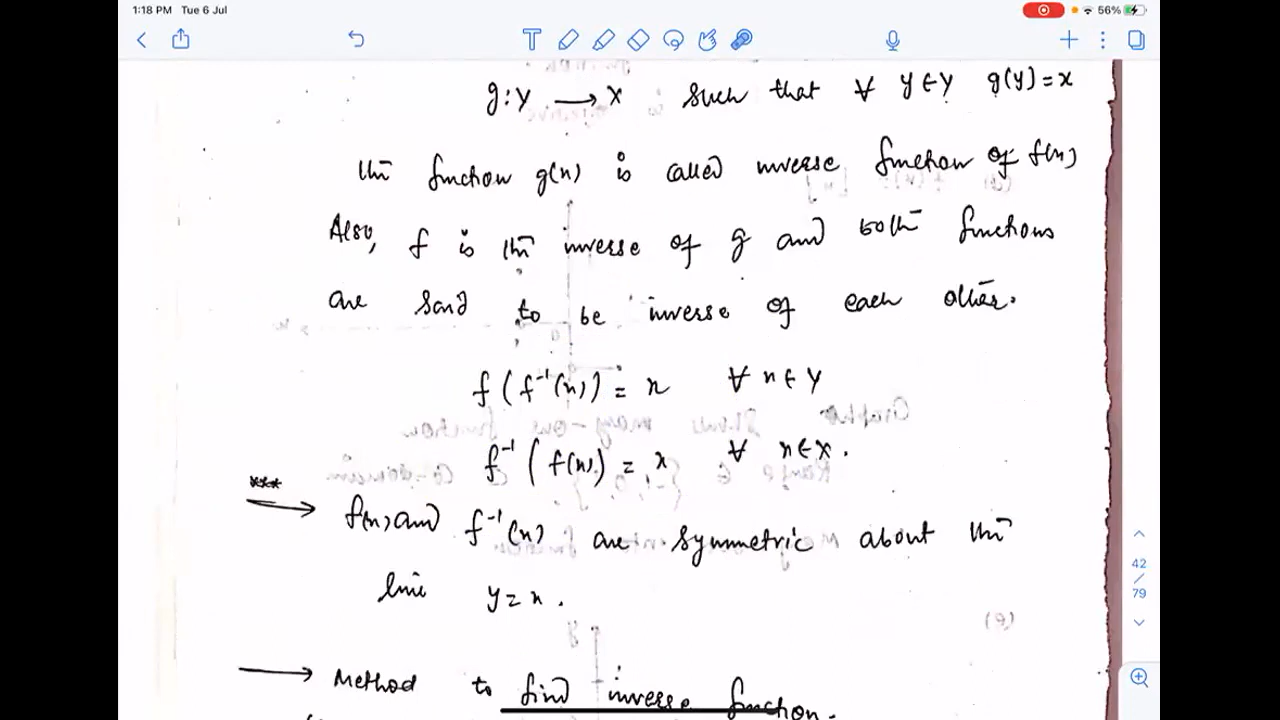 1:18 PM Tue 6 Jul
56%
g: Y → X such that ∀ y ∈ Y g(y) = x
The function g(x) is called inverse function of f(x)
Also, f is the inverse of g and both functions
are said to be inverse of each other.
f(f⁻¹(x)) = x ∀ x ∈ Y
f⁻¹(f(x)) = x ∀ x ∈ X.
***
→ f(x) and f⁻¹(x) are symmetric about the
line y = x.
→ Method to find inverse function.
42
/
79